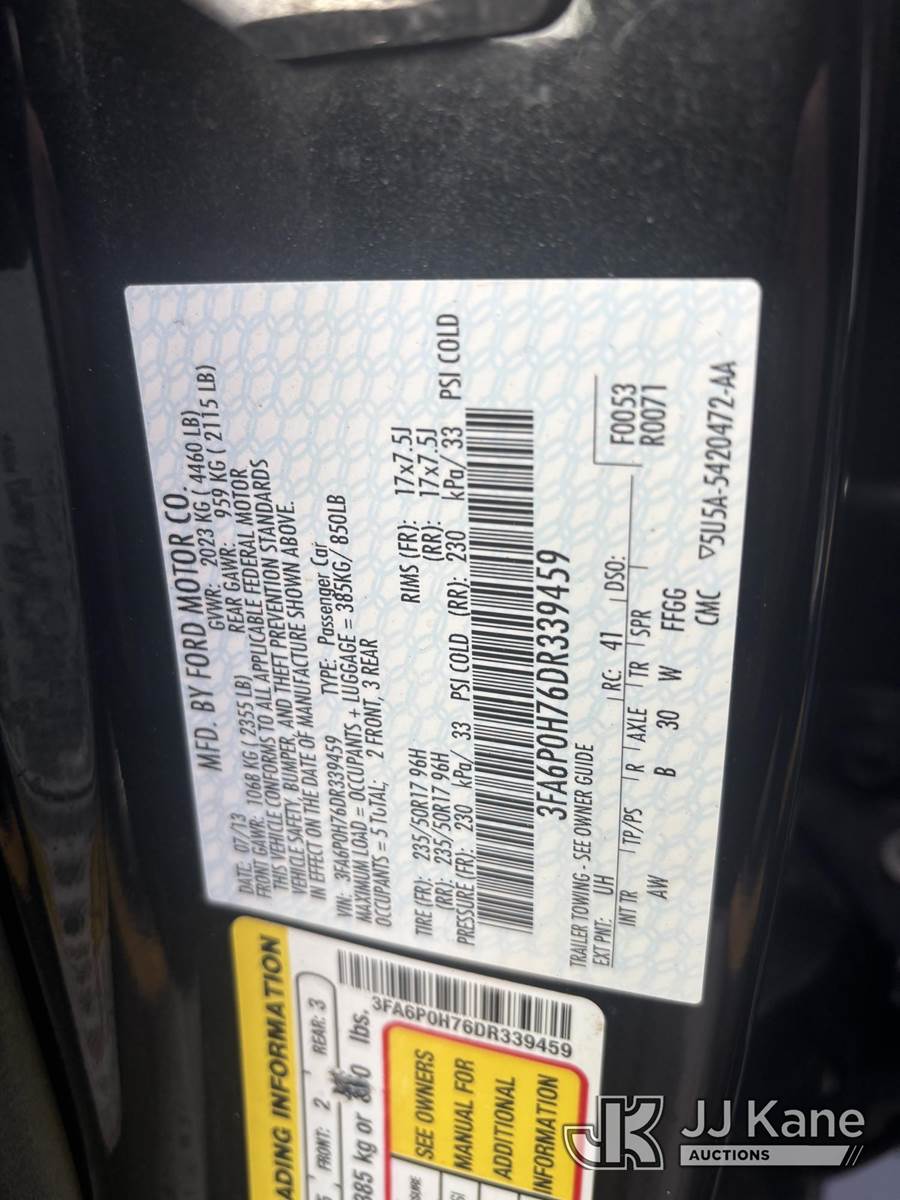 MFD. BY FORD MOTOR CO.
DATE: 07/13 GVWR: 2023 KG ( 4460 LB)
FRONT GAWR: 1068 KG ( 2355 LB) REAR GAWR: 959 KG ( 2115 LB)
THIS VEHICLE CONFORMS TO ALL APPLICABLE FEDERAL MOTOR
VEHICLE SAFETY, BUMPER, AND THEFT PREVENTION STANDARDS
IN EFFECT ON THE DATE OF MANUFACTURE SHOWN ABOVE.
VIN: 3FA6P0H76DR339459 TYPE: Passenger Car
MAXIMUM LOAD = OCCUPANTS + LUGGAGE = 385KG/ 850LB
OCCUPANTS = 5 ToTAL; 2 FRONT, 3 REAR
TIRE (FR): 235/50R17 96H RMS (FR): 17x7.5J
(RR): 235/50R17 96H (RR): 17x7.5J
PRESSURE (FR): 230 kPa/ 33 PSI COLD (RR): 230 kPa/ 33 PSI COLD
3FA6P0H76DR339459
TRAILER TOWING - SEE OWNER GUIDE
EXT PNT: UH RC: 41 DSO: F0053
R0071
INT TR TP/PS R AXLE TR SPR
AW B 30 W FFGG
CMC ▽5U5A-5420472-AA
ADING INFORMATION
FRONT: 2 REAR: 3
385 kg or lbs.
3FA6P0H76DR339459
SEE OWNERS
MANUAL FOR
ADDITIONAL
INFORMATION
JK JJ Kane
AUCTIONS